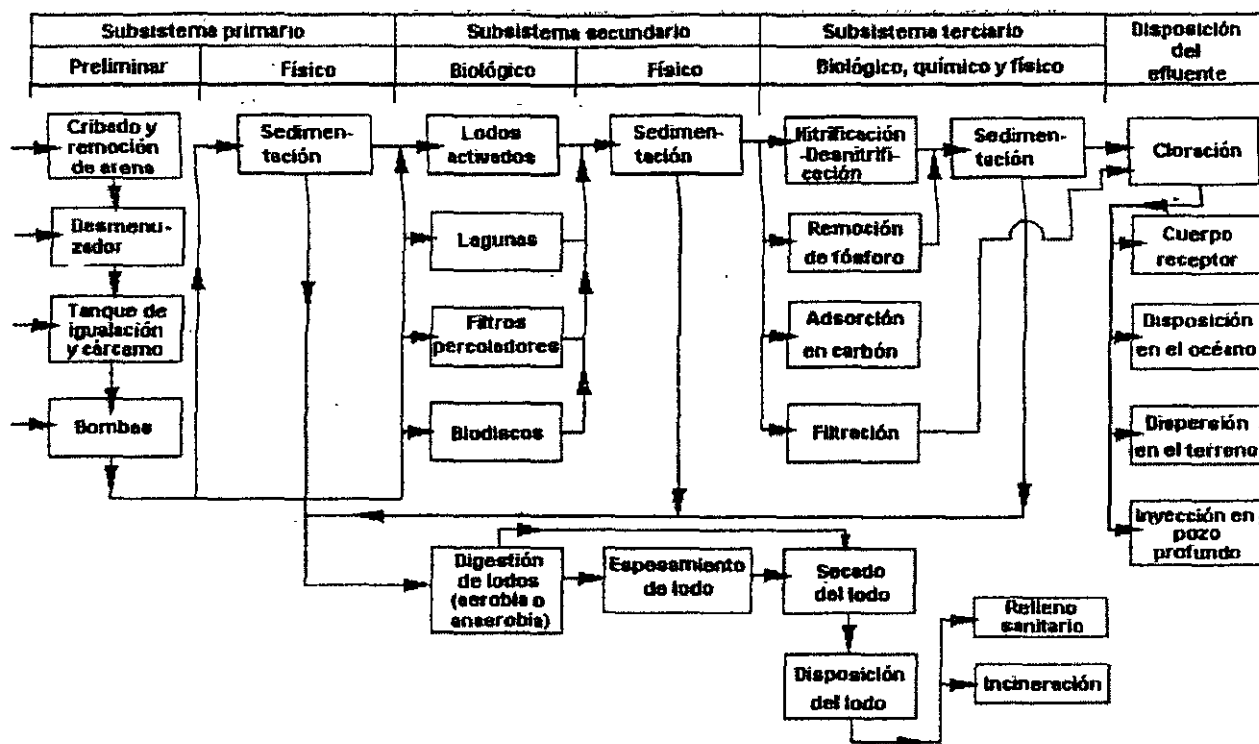 Subsistema primario
Subsistema secundario
Subsistema terciario
Disposición
del
efluente
Preliminar
Físico
Biológico
Físico
Biológico, químico y físico
Cribado y
remoción
de arena
Desmenu-
zador
Tanque de
igualación
y cárcamo
Bombas
Sedimen-
tación
Lodos
activados
Lagunas
Filtros
percoladores
Biodiscos
Sedimen-
tación
Nitrificación
-Desnitrifi-
cación
Remoción
de fósforo
Adsorción
en carbón
Filtración
Sedimen-
tación
Cloración
Cuerpo
receptor
Disposición
en el océano
Dispersión
en el terreno
Inyección en
pozo
profundo
Digestión
de lodos
(aerobia o
anaerobia)
Espesamiento
de lodo
Secado
del lodo
Disposición
del lodo
Relleno
sanitario
Incineración